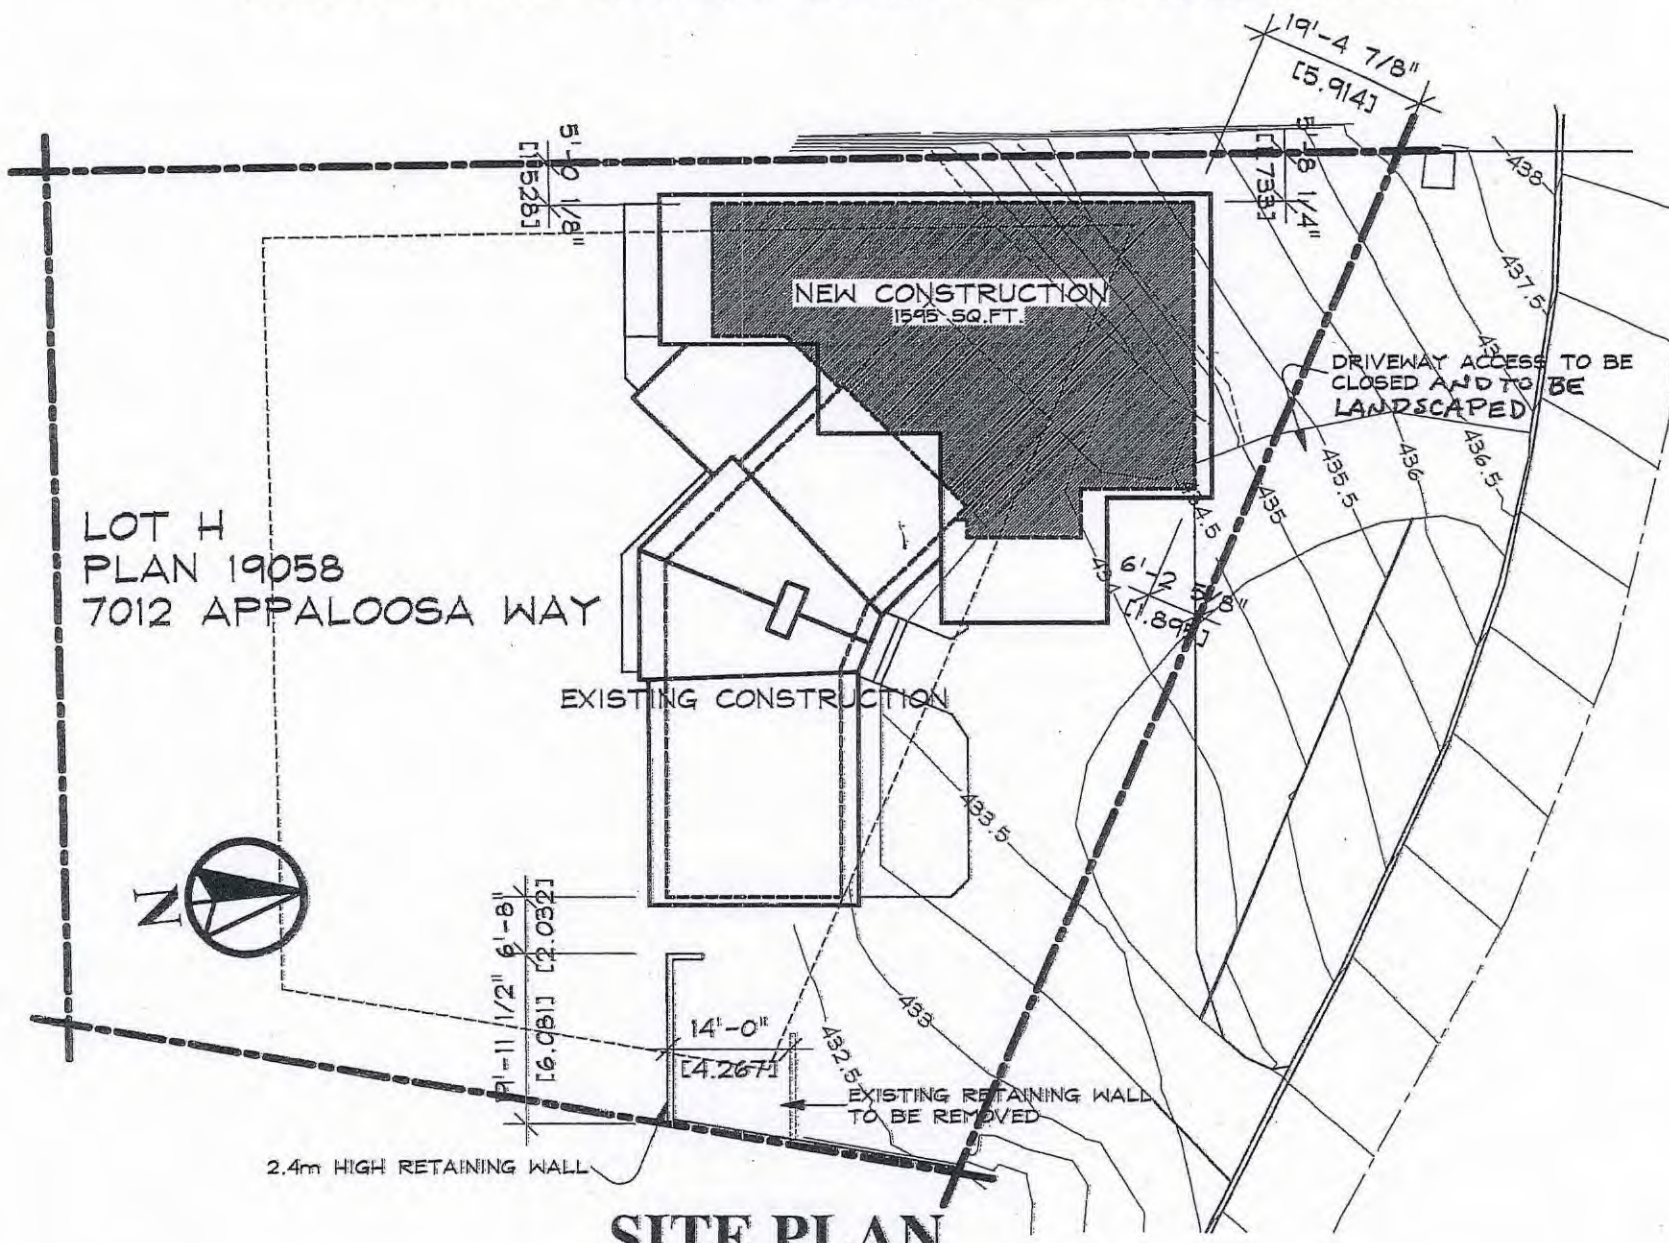 19'-4 7/8"
[5.914]
5'-0 1/8"
[1.528]
5'-8 1/4"
[1.733]
438
437.5
NEW CONSTRUCTION
1595 SQ.FT.
DRIVEWAY ACCESS TO BE
CLOSED AND TO BE
LANDSCAPED
436.5
436
435.5
435
434.5
434
LOT H
PLAN 19058
7012 APPALOOSA WAY
6'-2 5/8"
EXISTING CONSTRUCTION
433.5
N
6'-8"
[2.032]
433
432.5
[6.081]
14'-0"
[4.267]
EXISTING RETAINING WALL
TO BE REMOVED
2.4m HIGH RETAINING WALL
SITE PLAN